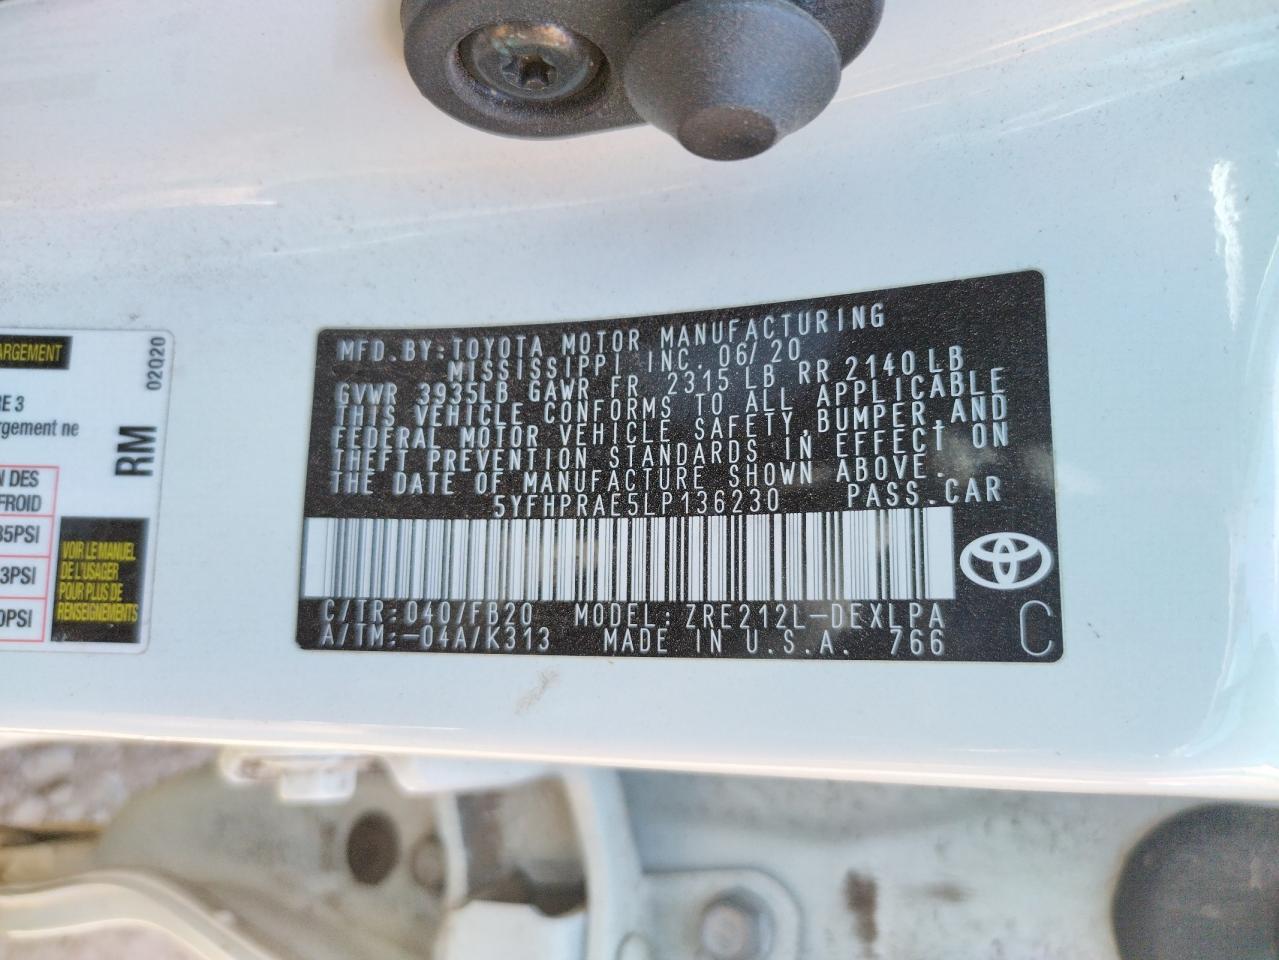 ARGEMENT
02020
RE 3
rgement ne
RM
N DES
FROID
35PSI
3PSI
0PSI
VOIR LE MANUEL
DE L'USAGER
POUR PLUS DE
RENSEIGNEMENTS
MFD.BY:TOYOTA MOTOR MANUFACTURING
MISSISSIPPI, INC. 06/20
GVWR 3935LB GAWR FR 2315 LB RR 2140 LB
THIS VEHICLE CONFORMS TO ALL APPLICABLE
FEDERAL MOTOR VEHICLE SAFETY, BUMPER, AND
THEFT PREVENTION STANDARDS IN EFFECT ON
THE DATE OF MANUFACTURE SHOWN ABOVE.
5YFHPRAE5LP136230 PASS.CAR
C/TR:040/FB20 MODEL:ZRE212L-DEXLPA
A/TM:-04A/K313 MADE IN U.S.A. 766
C